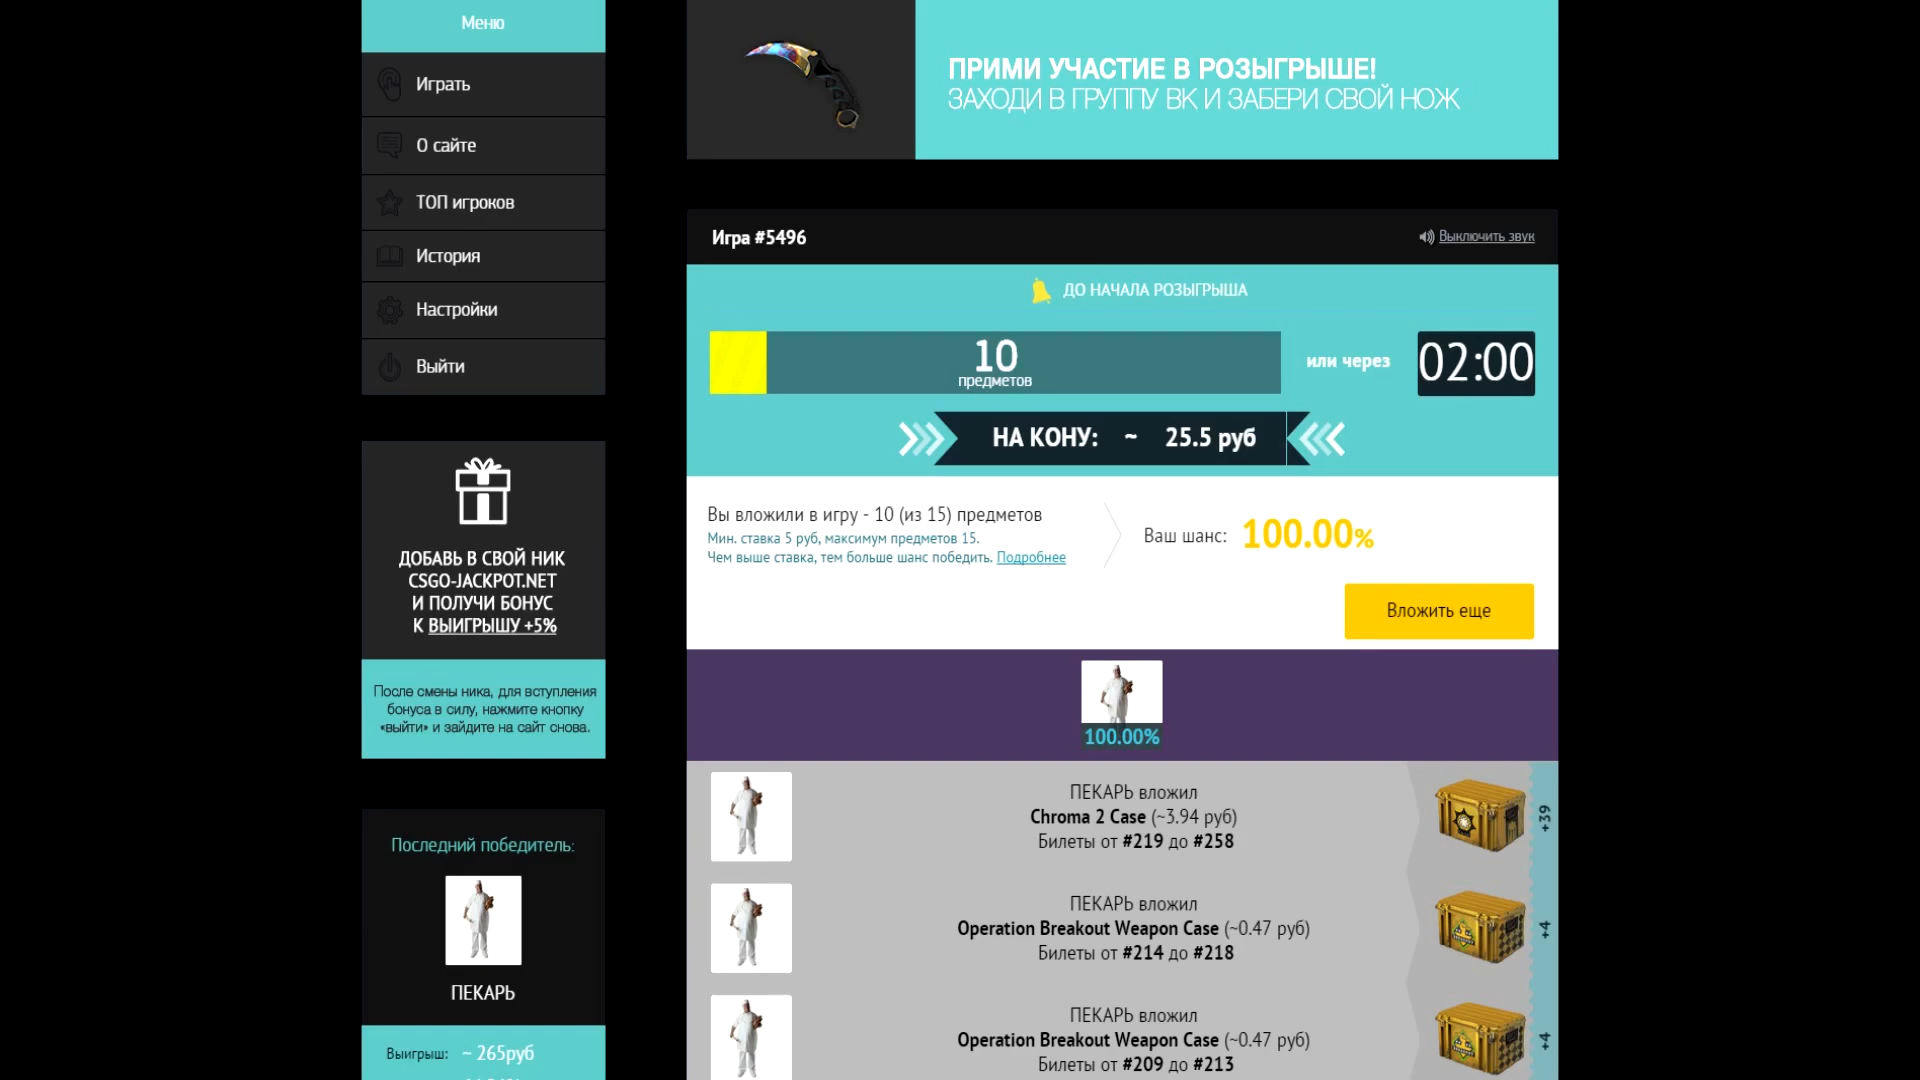 Меню
Играть
О сайте
ТОП игроков
История
Настройки
Выйти
ДОБАВЬ В СВОЙ НИК
CSGO-JACKPOT.NET
И ПОЛУЧИ БОНУС
К ВЫИГРЫШУ +5%
После смены ника, для вступления
бонуса в силу, нажмите кнопку
«выйти» и зайдите на сайт снова.
Последний победитель:
ПЕКАРЬ
Выигрыш: ~ 265руб
ПРИМИ УЧАСТИЕ В РОЗЫГРЫШЕ!
ЗАХОДИ В ГРУППУ ВК И ЗАБЕРИ СВОЙ НОЖ
Игра #5496
Выключить звук
ДО НАЧАЛА РОЗЫГРЫША
10
предметов
или через
02:00
НА КОНУ: ~ 25.5 руб
Вы вложили в игру - 10 (из 15) предметов
Мин. ставка 5 руб, максимум предметов 15.
Чем выше ставка, тем больше шанс победить. Подробнее
Ваш шанс: 100.00%
Вложить еще
100.00%
ПЕКАРЬ вложил
Chroma 2 Case (~3.94 руб)
Билеты от #219 до #258
+39
ПЕКАРЬ вложил
Operation Breakout Weapon Case (~0.47 руб)
Билеты от #214 до #218
+4
ПЕКАРЬ вложил
Operation Breakout Weapon Case (~0.47 руб)
Билеты от #209 до #213
+4